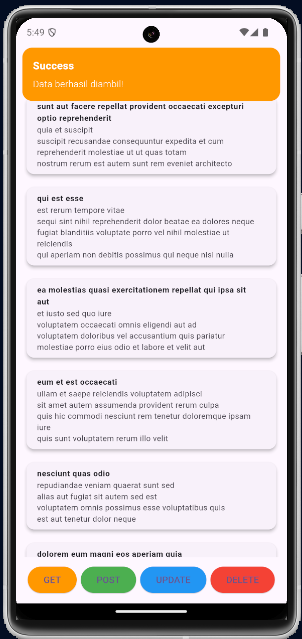 5:49
Success
Data berhasil diambil!
sunt aut facere repellat provident occaecati excepturi
optio reprehenderit
quia et suscipit
suscipit recusandae consequuntur expedita et cum
reprehenderit molestiae ut ut quas totam
nostrum rerum est autem sunt rem eveniet architecto
qui est esse
est rerum tempore vitae
sequi sint nihil reprehenderit dolor beatae ea dolores neque
fugiat blanditiis voluptate porro vel nihil molestiae ut
reiciendis
qui aperiam non debitis possimus qui neque nisi nulla
ea molestias quasi exercitationem repellat qui ipsa sit
aut
et iusto sed quo iure
voluptatem occaecati omnis eligendi aut ad
voluptatem doloribus vel accusantium quis pariatur
molestiae porro eius odio et labore et velit aut
eum et est occaecati
ullam et saepe reiciendis voluptatem adipisci
sit amet autem assumenda provident rerum culpa
quis hic commodi nesciunt rem tenetur doloremque ipsam
iure
quis sunt voluptatem rerum illo velit
nesciunt quas odio
repudiandae veniam quaerat sunt sed
alias aut fugiat sit autem sed est
voluptatem omnis possimus esse voluptatibus quis
est aut tenetur dolor neque
dolorem eum magni eos aperiam quia
GET POST UPDATE DELETE